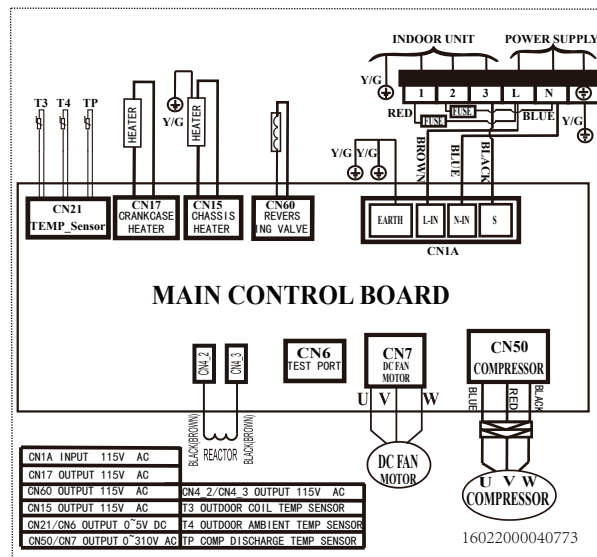 INDOOR UNIT POWER SUPPLY
Y/G
1 2 3 L N
RED FUSE BLUE
FUSE Y/G
T3 T4 TP
HEATER
Y/G
HEATER
Y/G Y/G
BROWN
BLUE
BLACK
CN21
TEMP_Sensor
CN17
CRANKCASE
HEATER
CN15
CHASSIS
HEATER
CN60
REVERS
ING VALVE
EARTH L-IN N-IN S
CN1A
MAIN CONTROL BOARD
CN4_2
CN4_3
CN6
TEST PORT
CN7
DC FAN
MOTOR
CN50
COMPRESSOR
U V W
BLUE
RED
BLACK
BLACK(BROWN)
REACTOR
BLACK(BROWN)
DC FAN
MOTOR
U V W
COMPRESSOR
CN1A INPUT 115V AC
CN17 OUTPUT 115V AC
CN60 OUTPUT 115V AC
CN15 OUTPUT 115V AC
CN21/CN6 OUTPUT 0~5V DC
CN50/CN7 OUTPUT 0~310V AC
CN4_2/CN4_3 OUTPUT 115V AC
T3 OUTDOOR COIL TEMP SENSOR
T4 OUTDOOR AMBIENT TEMP SENSOR
TP COMP DISCHARGE TEMP SENSOR
16022000040773